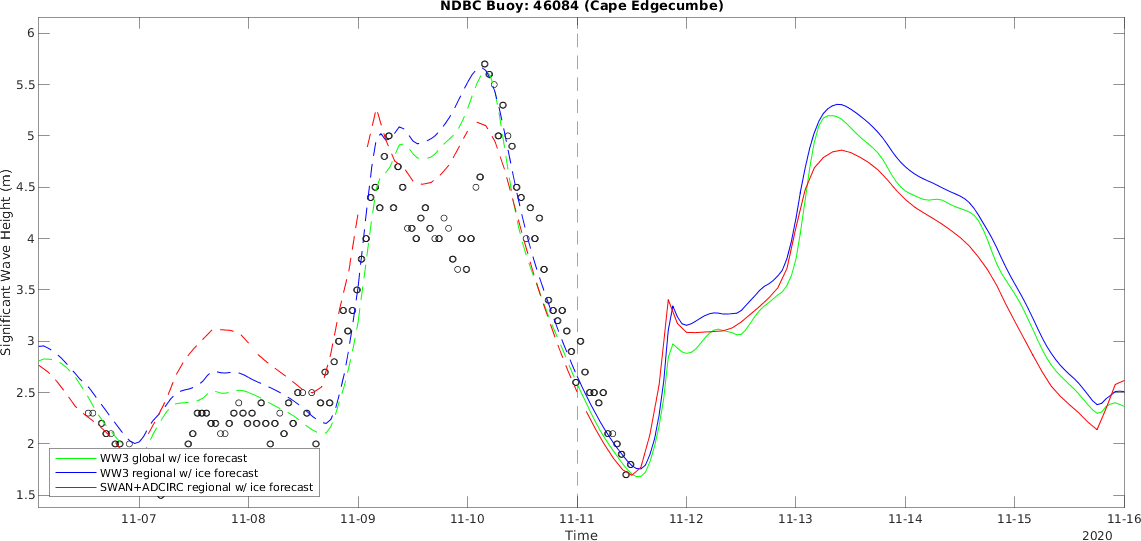 NDBC Buoy: 46084 (Cape Edgecumbe)
6
5.5
5
4.5
4
3.5
3
2.5
2
1.5
Significant Wave Height (m)
WW3 global w/ ice forecast
WW3 regional w/ ice forecast
SWAN+ADCIRC regional w/ ice forecast
11-07 11-08 11-09 11-10 11-11 11-12 11-13 11-14 11-15 11-16
Time
2020